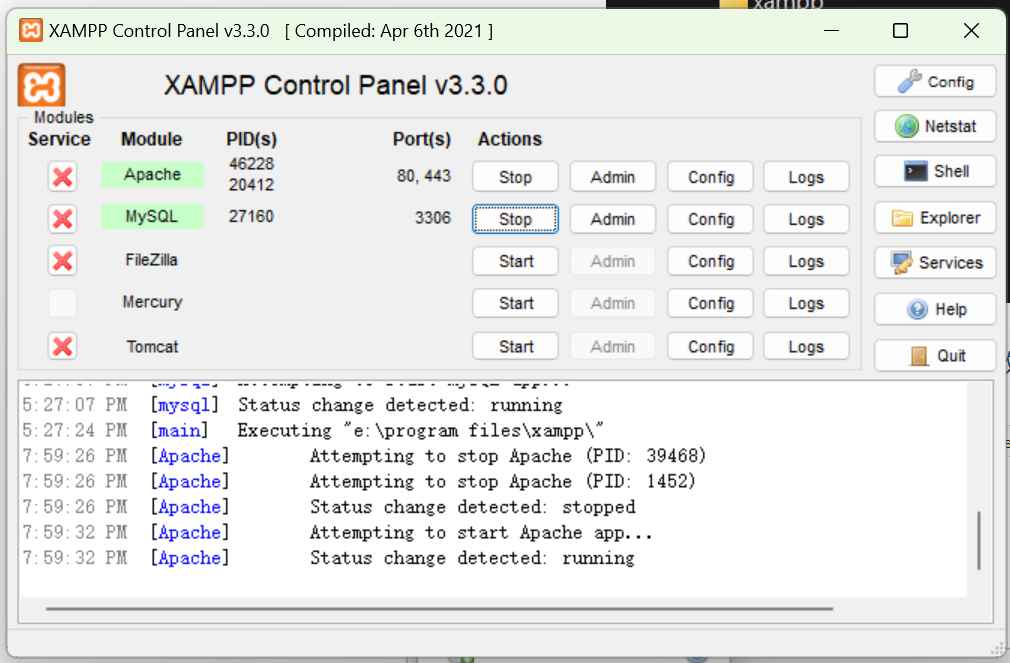 xampp
XAMPP Control Panel v3.3.0 [ Compiled: Apr 6th 2021 ]
XAMPP Control Panel v3.3.0
Config
Modules
Service Module PID(s) Port(s) Actions
Netstat
Apache 46228 20412 80, 443 Stop Admin Config Logs
Shell
MySQL 27160 3306 Stop Admin Config Logs
Explorer
FileZilla Start Admin Config Logs
Services
Mercury Start Admin Config Logs
Help
Tomcat Start Admin Config Logs
Quit
5:27:07 PM [mysql] Status change detected: running
5:27:24 PM [main] Executing "e:\program files\xampp\"
7:59:26 PM [Apache] Attempting to stop Apache (PID: 39468)
7:59:26 PM [Apache] Attempting to stop Apache (PID: 1452)
7:59:26 PM [Apache] Status change detected: stopped
7:59:32 PM [Apache] Attempting to start Apache app...
7:59:32 PM [Apache] Status change detected: running